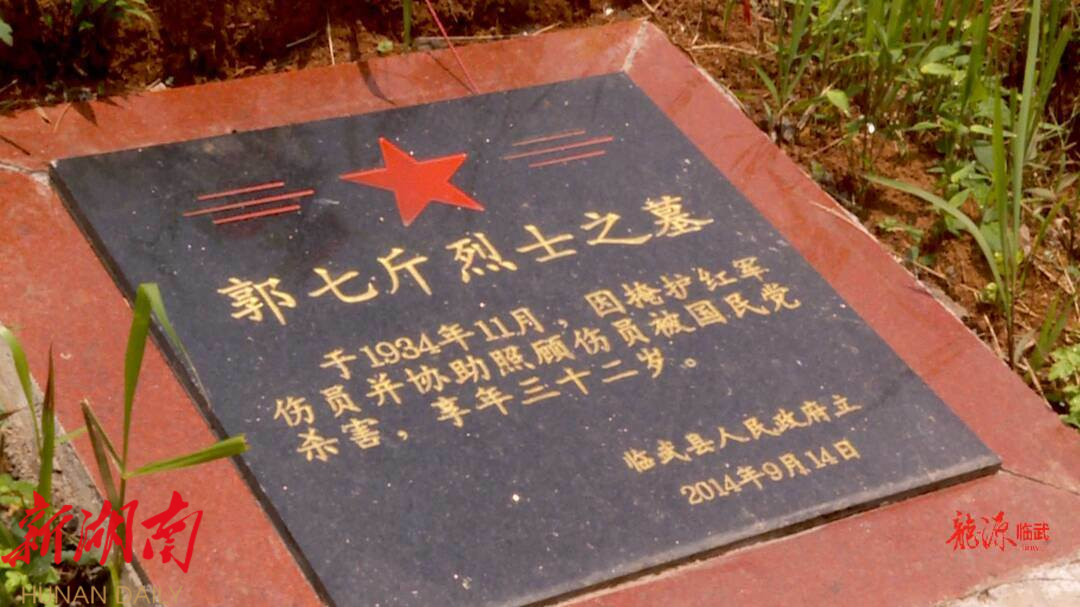 郭七斤烈士之墓
于1934年11月，因掩护红军
伤员并协助照顾伤员被国民党
杀害，享年三十二岁。
临武县人民政府立
2014年9月14日
新湖南
HUNAN DAILY
龙源临武